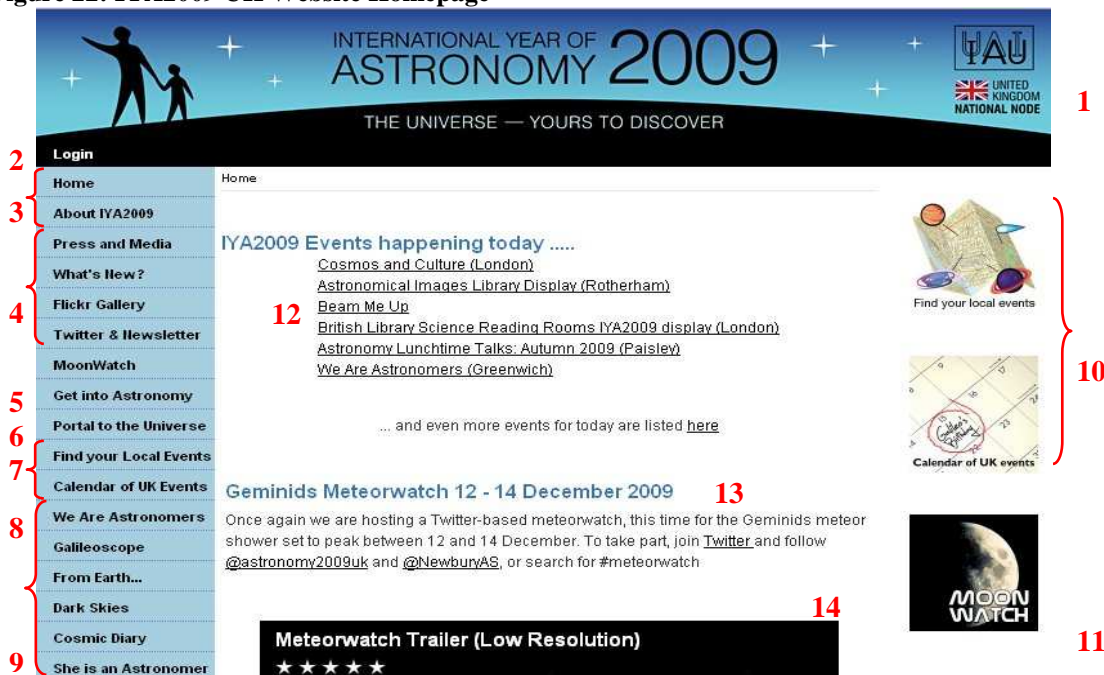 Figure 22: IYA2009 UK Website Homepage
INTERNATIONAL YEAR OF
ASTRONOMY 2009
THE UNIVERSE — YOURS TO DISCOVER
IAU
UNITED
KINGDOM
NATIONAL NODE
1
Login
2
Home
3
About IYA2009
Press and Media
What's New?
4
Flickr Gallery
Twitter & Newsletter
MoonWatch
5
Get into Astronomy
6
Portal to the Universe
7
Find your Local Events
Calendar of UK Events
8
We Are Astronomers
Galileoscope
From Earth...
Dark Skies
Cosmic Diary
9
She is an Astronomer
Home
IYA2009 Events happening today .....
Cosmos and Culture (London)
Astronomical Images Library Display (Rotherham)
12
Beam Me Up
British Library Science Reading Rooms IYA2009 display (London)
Astronomy Lunchtime Talks: Autumn 2009 (Paisley)
We Are Astronomers (Greenwich)
... and even more events for today are listed here
Geminids Meteorwatch 12 - 14 December 2009
13
Once again we are hosting a Twitter-based meteorwatch, this time for the Geminids meteor
shower set to peak between 12 and 14 December. To take part, join Twitter and follow
@astronomy2009uk and @NewburyAS, or search for #meteorwatch
14
Meteorwatch Trailer (Low Resolution)
Find your local events
10
Galileo's
Birthday
Calendar of UK events
MOON
WATCH
11